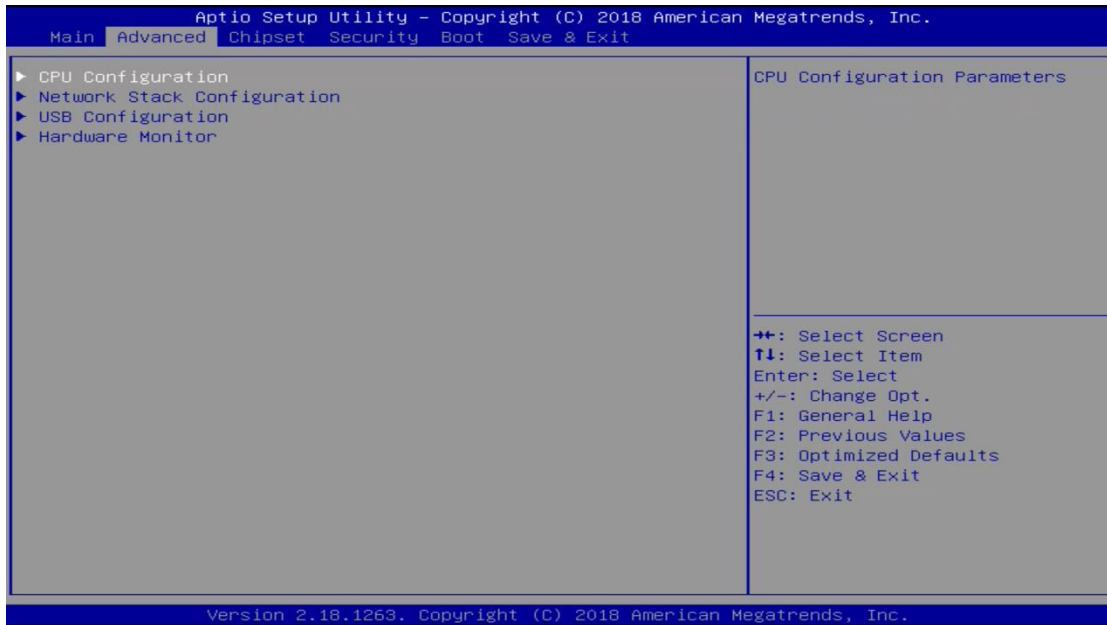 Aptio Setup Utility – Copyright (C) 2018 American Megatrends, Inc.
Main Advanced Chipset Security Boot Save & Exit
▶ CPU Configuration
▶ Network Stack Configuration
▶ USB Configuration
▶ Hardware Monitor
CPU Configuration Parameters
→←: Select Screen
↑↓: Select Item
Enter: Select
+/-: Change Opt.
F1: General Help
F2: Previous Values
F3: Optimized Defaults
F4: Save & Exit
ESC: Exit
Version 2.18.1263. Copyright (C) 2018 American Megatrends, Inc.